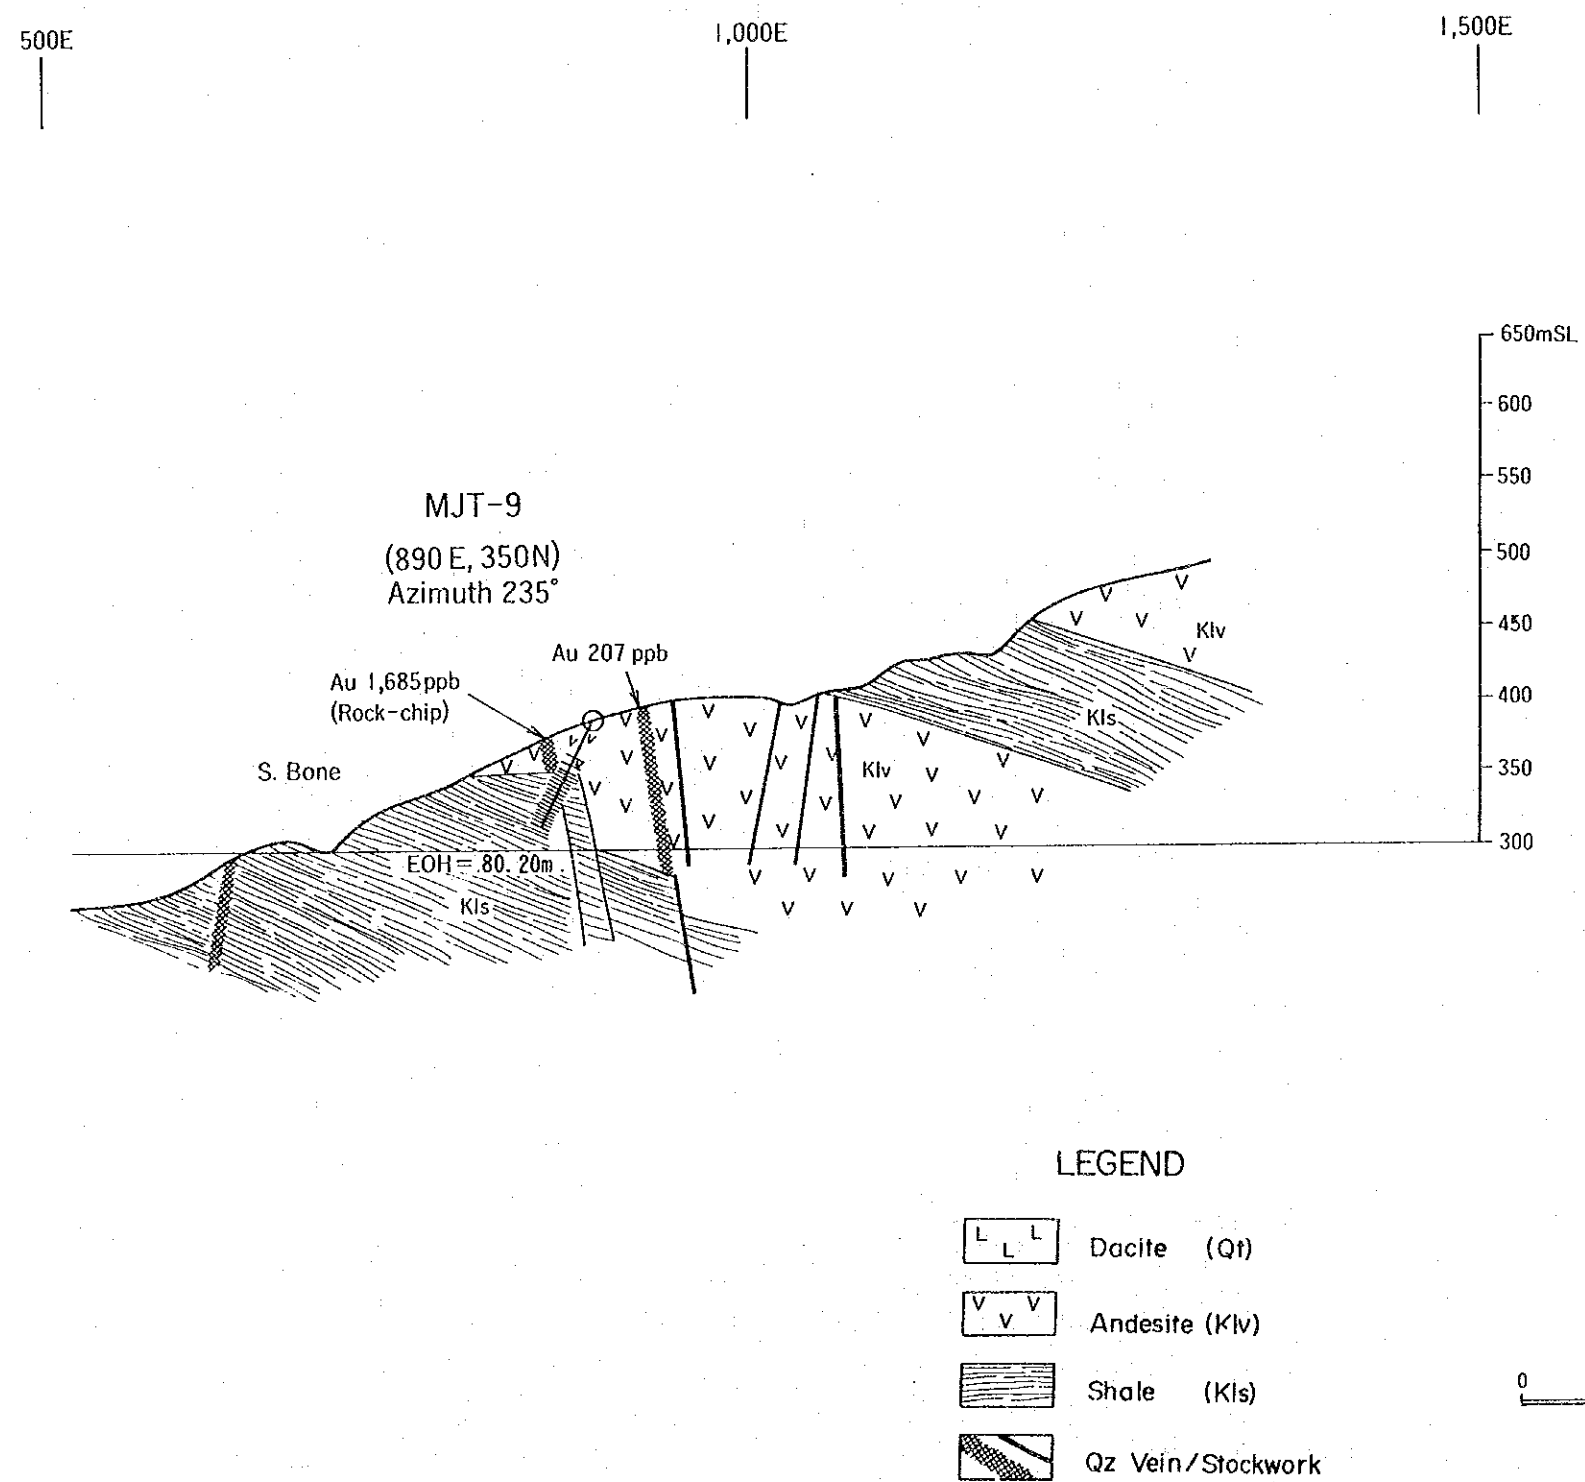 500E
1,000E
1,500E
650mSL
600
550
500
450
400
350
300
MJT-9
(890 E, 350N)
Azimuth 235°
Au 207 ppb
Au 1,685ppb
(Rock-chip)
S. Bone
Klv
Kls
Klv
EOH = 80.20m
Kls
LEGEND
L L L
Dacite (Qt)
V V V
Andesite (Klv)
Shale (Kls)
Qz Vein/Stockwork
0